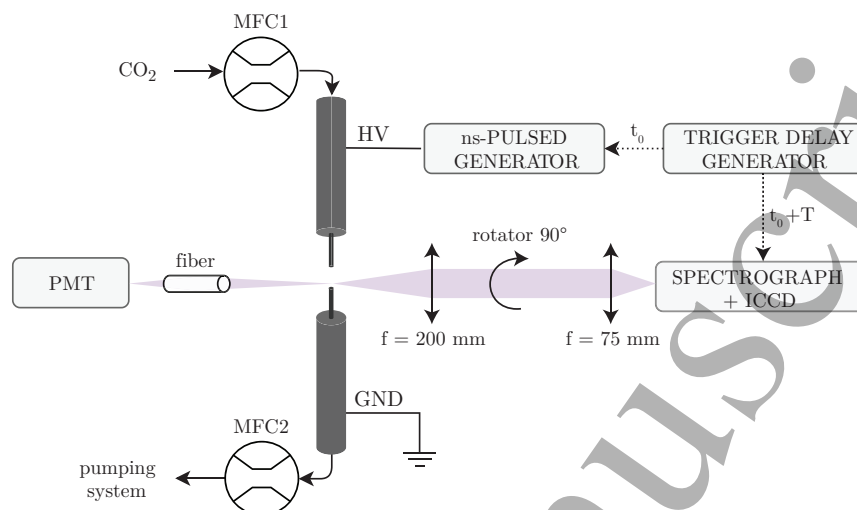 MFC1
CO₂
HV
ns-PULSED
GENERATOR
t₀
TRIGGER DELAY
GENERATOR
t₀+T
fiber
rotator 90°
PMT
SPECTROGRAPH
+ ICCD
f = 200 mm
f = 75 mm
GND
MFC2
pumping
system